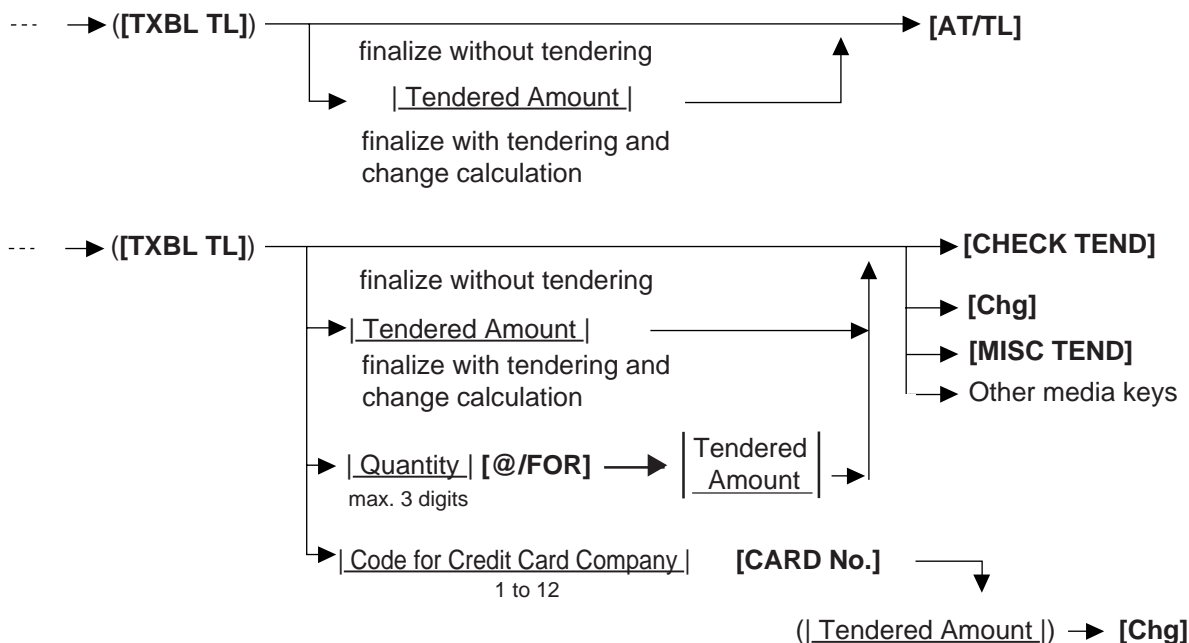 --- ([TXBL TL]) [AT/TL]
finalize without tendering
| Tendered Amount |
finalize with tendering and
change calculation
--- ([TXBL TL]) [CHECK TEND]
finalize without tendering
[Chg]
| Tendered Amount |
[MISC TEND]
finalize with tendering and
change calculation
Other media keys
| Quantity | [@/FOR] | Tendered
Amount |
max. 3 digits
| Code for Credit Card Company | [CARD No.]
1 to 12
(| Tendered Amount |) [Chg]